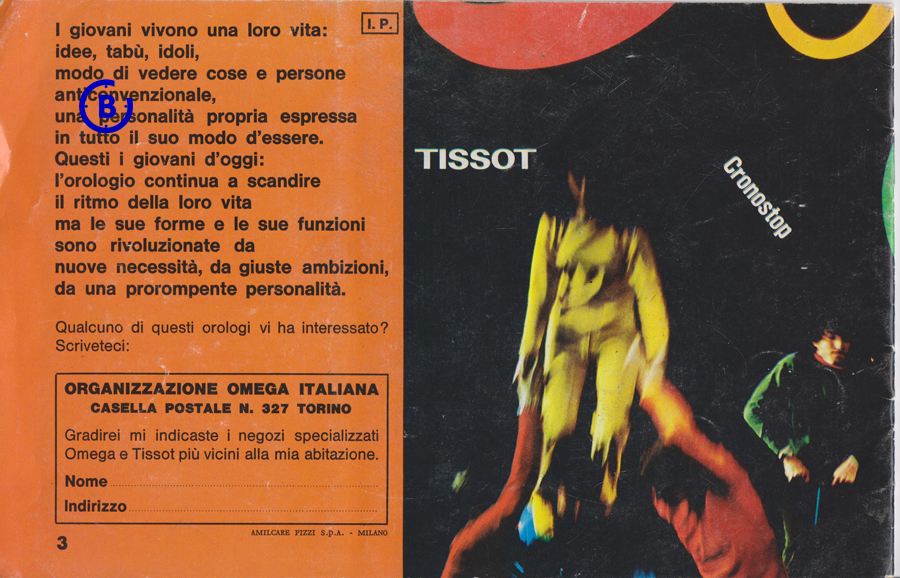 I giovani vivono una loro vita:
idee, tabù, idoli,
modo di vedere cose e persone
anticonvenzionale,
una personalità propria espressa
in tutto il suo modo d'essere.
Questi i giovani d'oggi:
l'orologio continua a scandire
il ritmo della loro vita
ma le sue forme e le sue funzioni
sono rivoluzionate da
nuove necessità, da giuste ambizioni,
da una prorompente personalità.
I. P.
B
Qualcuno di questi orologi vi ha interessato?
Scriveteci:
ORGANIZZAZIONE OMEGA ITALIANA
CASELLA POSTALE N. 327 TORINO
Gradirei mi indicaste i negozi specializzati
Omega e Tissot più vicini alla mia abitazione.
Nome
Indirizzo
AMILCARE PIZZI S.p.A. - MILANO
3
TISSOT
Cronostop